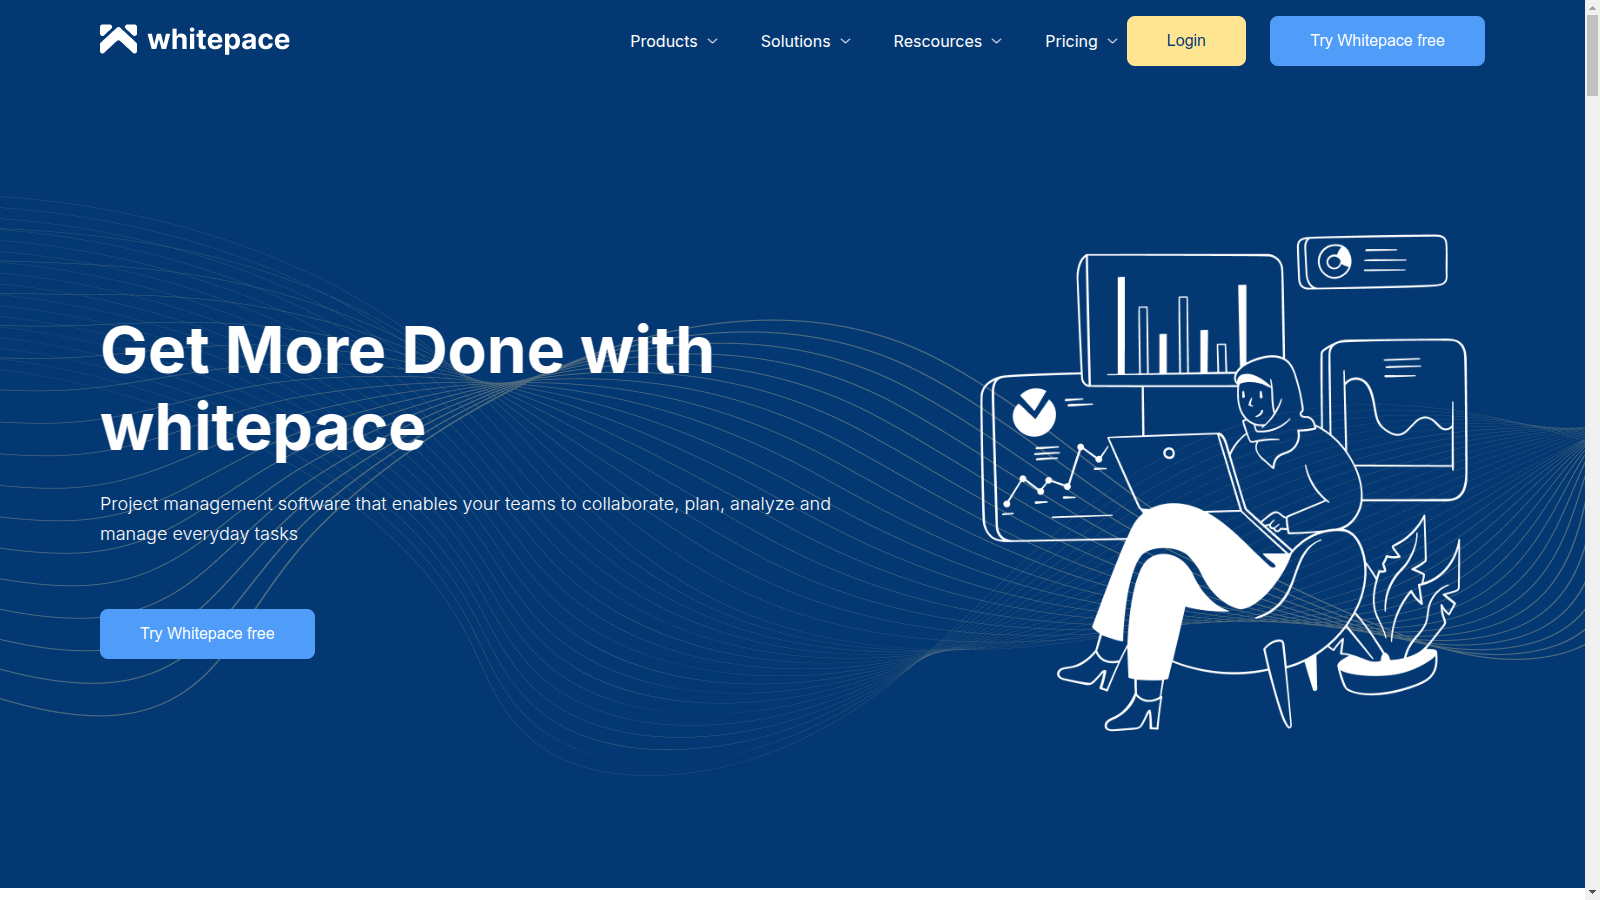 whitepace
Products
Solutions
Rescources
Pricing
Login
Try Whitepace free
Get More Done with
whitepace
Project management software that enables your teams to collaborate, plan, analyze and
manage everyday tasks
Try Whitepace free